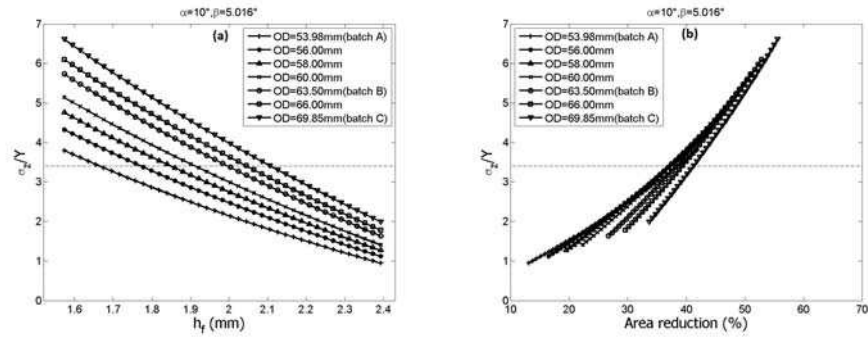 α=10°,β=5.016°
(a)
OD=53.98mm(batch A)
OD=56.00mm
OD=58.00mm
OD=60.00mm
OD=63.50mm(batch B)
OD=66.00mm
OD=69.85mm(batch C)
7
6
5
4
3
2
1
0
σz/Y
1.6 1.7 1.8 1.9 2 2.1 2.2 2.3 2.4
hf (mm)
α=10°,β=5.016°
(b)
OD=53.98mm(batch A)
OD=56.00mm
OD=58.00mm
OD=60.00mm
OD=63.50mm(batch B)
OD=66.00mm
OD=69.85mm(batch C)
7
6
5
4
3
2
1
0
σz/Y
10 20 30 40 50 60 70
Area reduction (%)